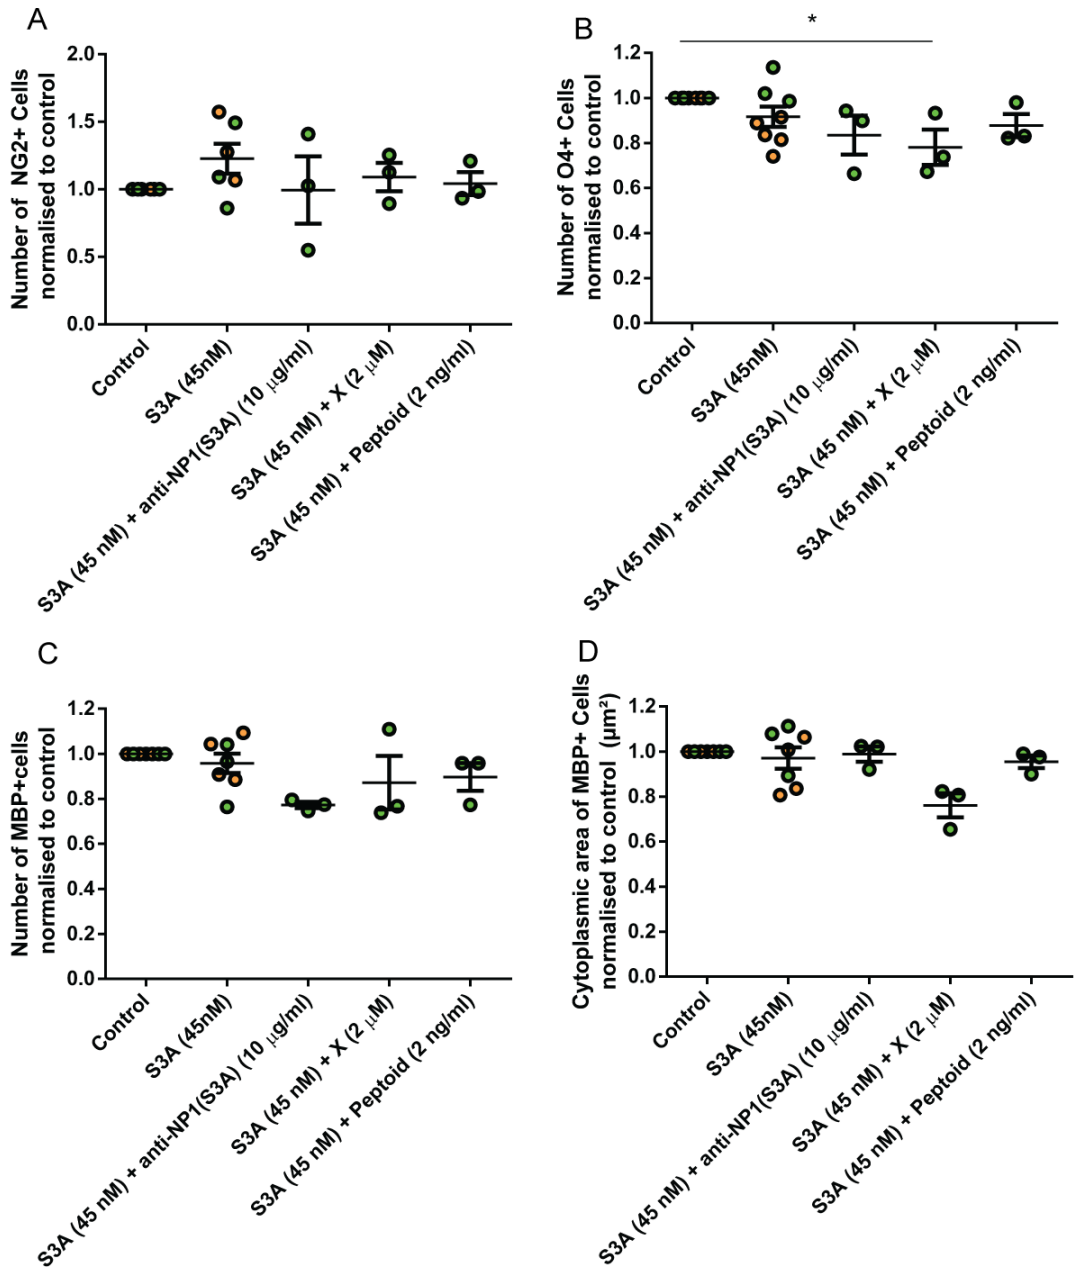 A
Number of NG2+ Cells
normalised to control
2.0
1.5
1.0
0.5
0.0
Control
S3A (45nM)
S3A (45 nM) + anti-NP1(S3A) (10 μg/ml)
S3A (45 nM) + X (2 μM)
S3A (45 nM) + Peptoid (2 ng/ml)
B
*
Number of O4+ Cells
normalised to control
1.2
1.0
0.8
0.6
0.4
0.2
0.0
Control
S3A (45nM)
S3A (45 nM) + anti-NP1(S3A) (10 μg/ml)
S3A (45 nM) + X (2 μM)
S3A (45 nM) + Peptoid (2 ng/ml)
C
Number of MBP+cells
normalised to control
1.2
1.0
0.8
0.6
0.4
0.2
0.0
Control
S3A (45nM)
S3A (45 nM) + anti-NP1(S3A) (10 μg/ml)
S3A (45 nM) + X (2 μM)
S3A (45 nM) + Peptoid (2 ng/ml)
D
Cytoplasmic area of MBP+ Cells
normalised to control (μm²)
1.2
1.0
0.8
0.6
0.4
0.2
0.0
Control
S3A (45nM)
S3A (45 nM) + anti-NP1(S3A) (10 μg/ml)
S3A (45 nM) + X (2 μM)
S3A (45 nM) + Peptoid (2 ng/ml)